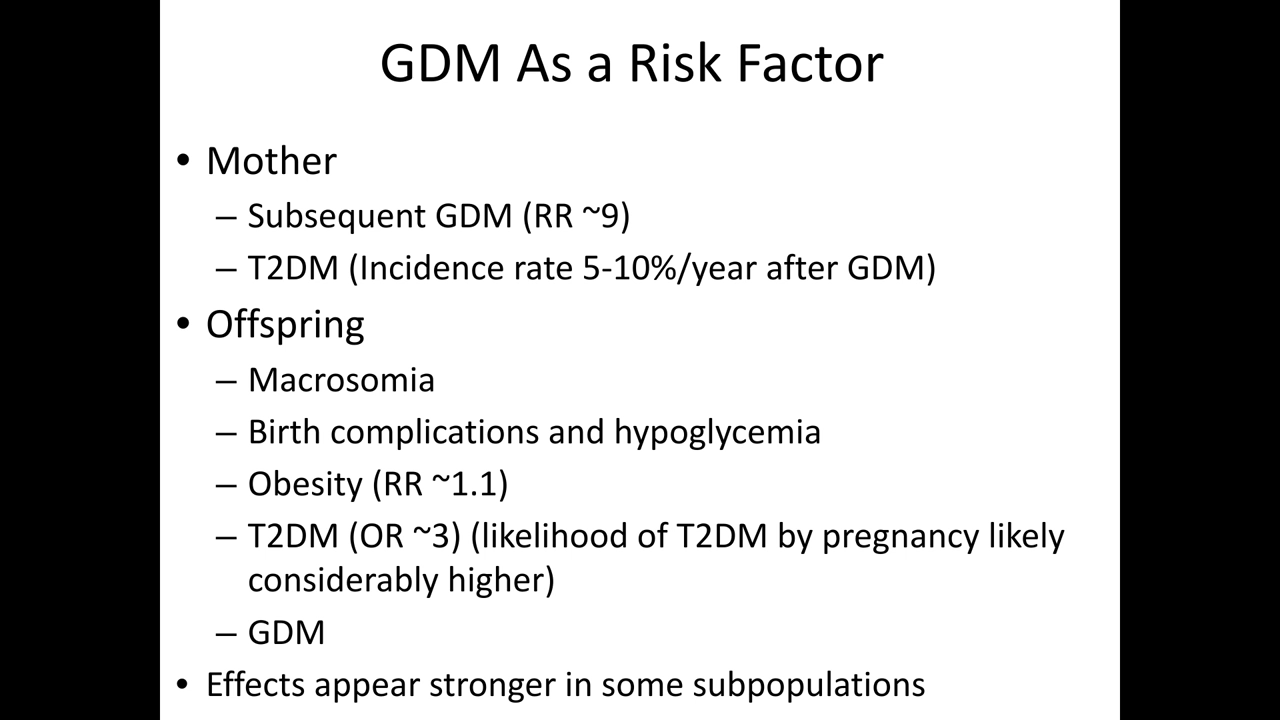 GDM As a Risk Factor
• Mother
– Subsequent GDM (RR ~9)
– T2DM (Incidence rate 5-10%/year after GDM)
• Offspring
– Macrosomia
– Birth complications and hypoglycemia
– Obesity (RR ~1.1)
– T2DM (OR ~3) (likelihood of T2DM by pregnancy likely
considerably higher)
– GDM
• Effects appear stronger in some subpopulations